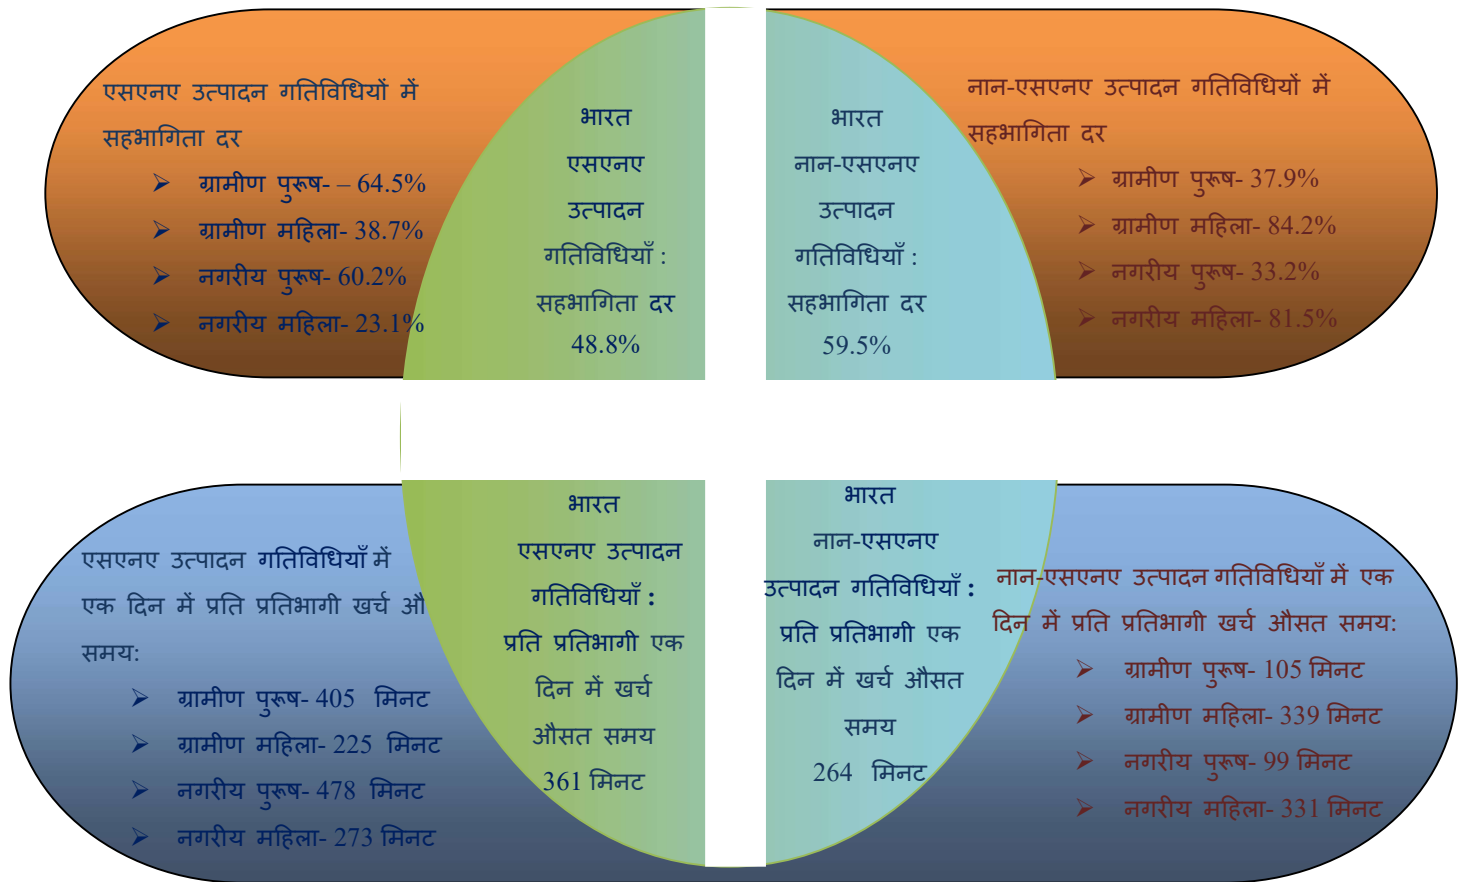 एसएनए उत्पादन गतिविधियों में
सहभागिता दर
➢ ग्रामीण पुरूष- – 64.5%
➢ ग्रामीण महिला- 38.7%
➢ नगरीय पुरूष- 60.2%
➢ नगरीय महिला- 23.1%
भारत
एसएनए
उत्पादन
गतिविधियाँ :
सहभागिता दर
48.8%
भारत
नान-एसएनए
उत्पादन
गतिविधियाँ :
सहभागिता दर
59.5%
नान-एसएनए उत्पादन गतिविधियों में
सहभागिता दर
➢ ग्रामीण पुरूष- 37.9%
➢ ग्रामीण महिला- 84.2%
➢ नगरीय पुरूष- 33.2%
➢ नगरीय महिला- 81.5%
एसएनए उत्पादन गतिविधियाँ में
एक दिन में प्रति प्रतिभागी खर्च
समय:
➢ ग्रामीण पुरूष- 405 मिनट
➢ ग्रामीण महिला- 225 मिनट
➢ नगरीय पुरूष- 478 मिनट
➢ नगरीय महिला- 273 मिनट
भारत
एसएनए उत्पादन
गतिविधियाँ :
प्रति प्रतिभागी एक
दिन में खर्च
औसत समय
361 मिनट
भारत
नान-एसएनए
उत्पादन गतिविधियाँ :
प्रति प्रतिभागी एक
दिन में खर्च औसत
समय
264 मिनट
नान-एसएनए उत्पादन गतिविधियाँ में एक
दिन में प्रति प्रतिभागी खर्च औसत समय:
➢ ग्रामीण पुरूष- 105 मिनट
➢ ग्रामीण महिला- 339 मिनट
➢ नगरीय पुरूष- 99 मिनट
➢ नगरीय महिला- 331 मिनट